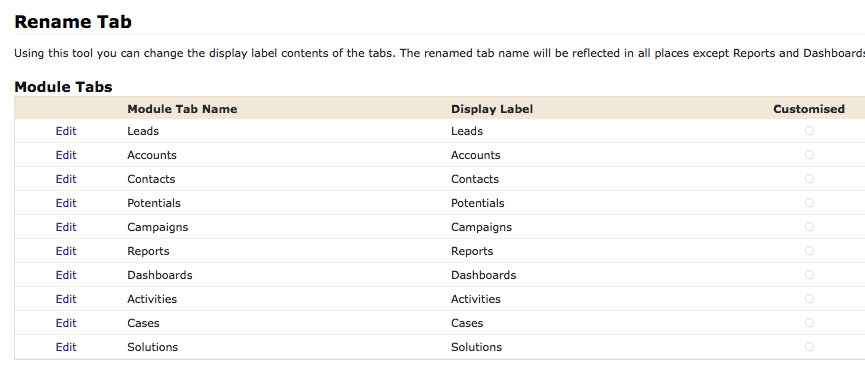 Rename Tab
Using this tool you can change the display label contents of the tabs. The renamed tab name will be reflected in all places except Reports and Dashboards
Module Tabs
Module Tab Name Display Label Customised
Edit Leads Leads
Edit Accounts Accounts
Edit Contacts Contacts
Edit Potentials Potentials
Edit Campaigns Campaigns
Edit Reports Reports
Edit Dashboards Dashboards
Edit Activities Activities
Edit Cases Cases
Edit Solutions Solutions